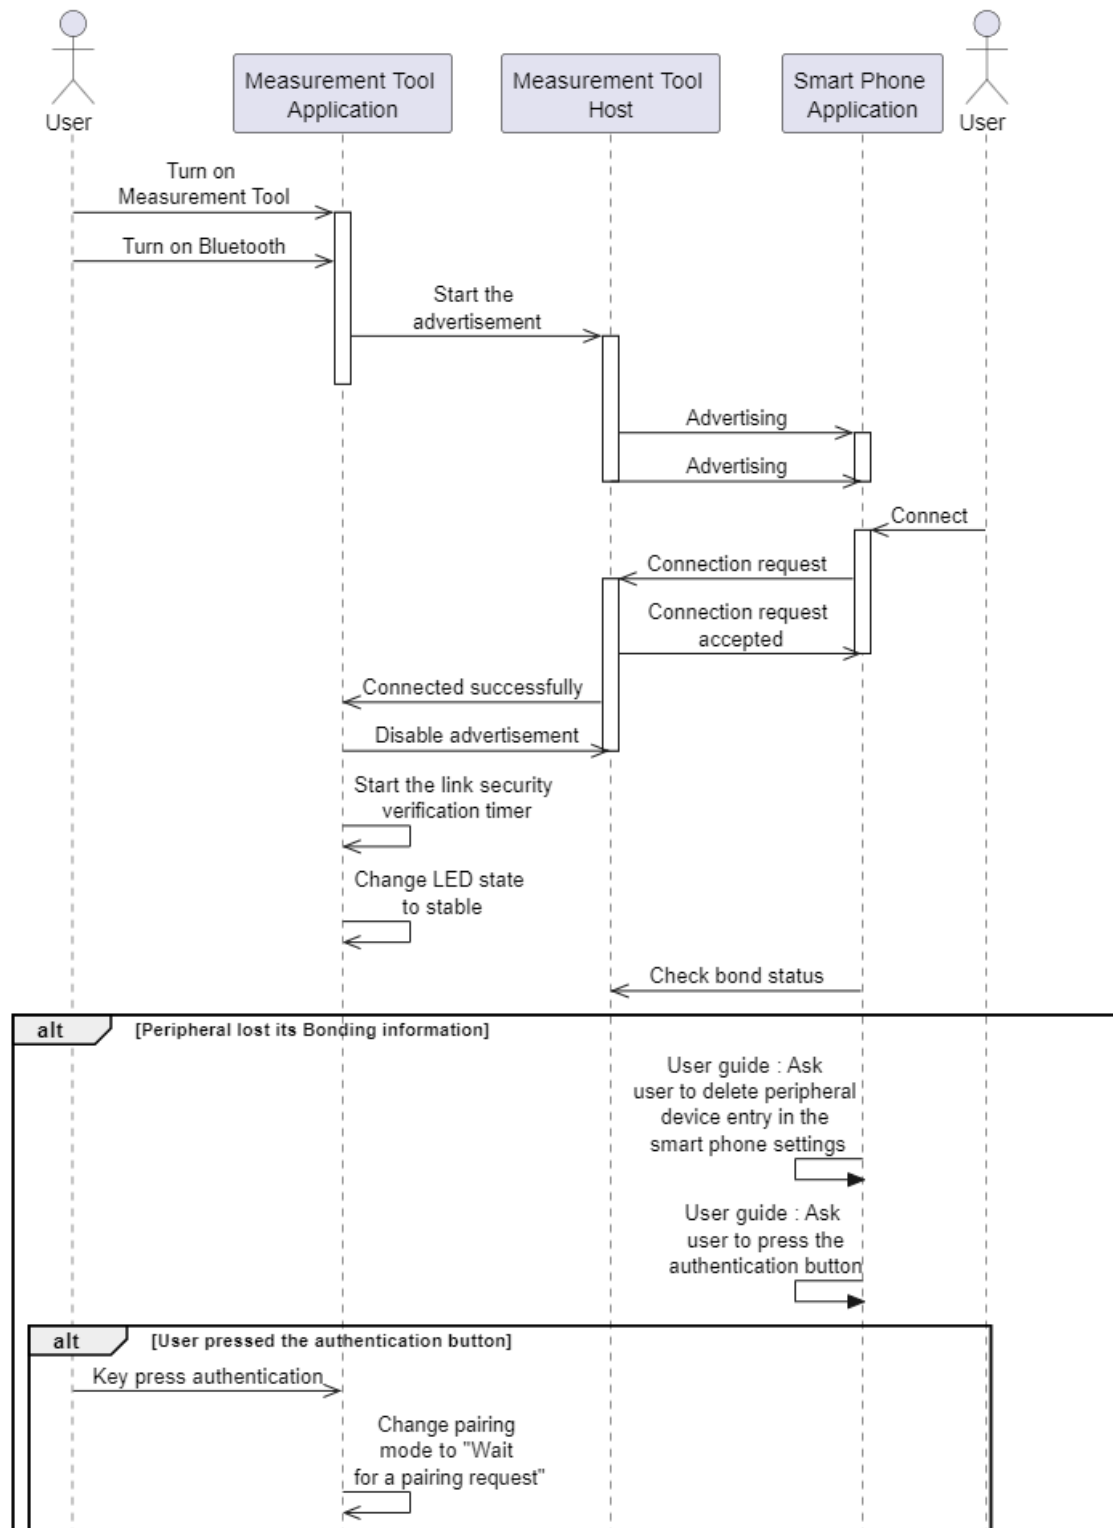 User
Measurement Tool
Application
Measurement Tool
Host
Smart Phone
Application
User
Turn on
Measurement Tool
Turn on Bluetooth
Start the
advertisement
Advertising
Advertising
Connect
Connection request
Connection request
accepted
Connected successfully
Disable advertisement
Start the link security
verification timer
Change LED state
to stable
Check bond status
alt [Peripheral lost its Bonding information]
User guide : Ask
user to delete peripheral
device entry in the
smart phone settings
User guide : Ask
user to press the
authentication button
alt [User pressed the authentication button]
Key press authentication
Change pairing
mode to "Wait
for a pairing request"